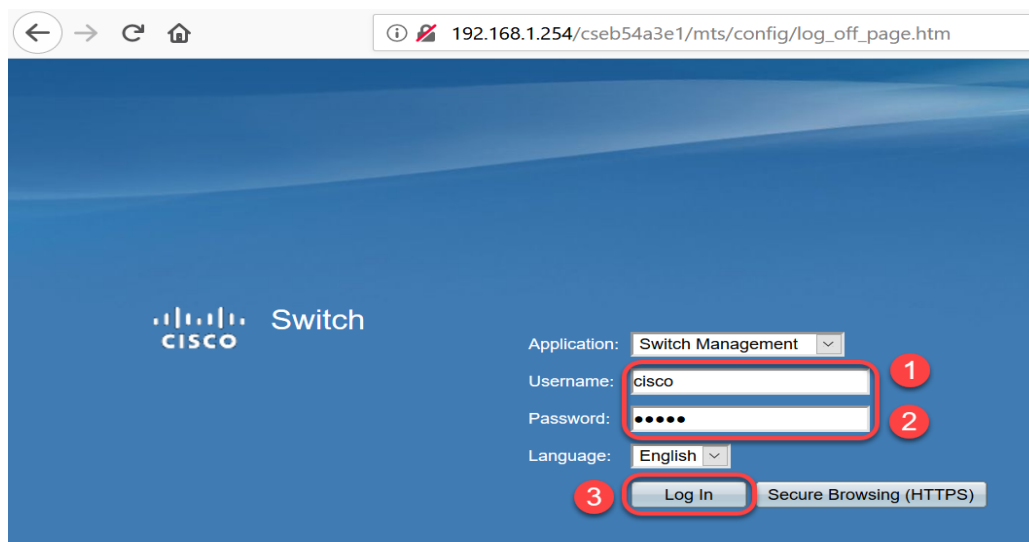 192.168.1.254/cseb54a3e1/mts/config/log_off_page.htm
CISCO
Switch
Application: Switch Management
1
Username: cisco
Password: •••••
2
Language: English
3
Log In
Secure Browsing (HTTPS)